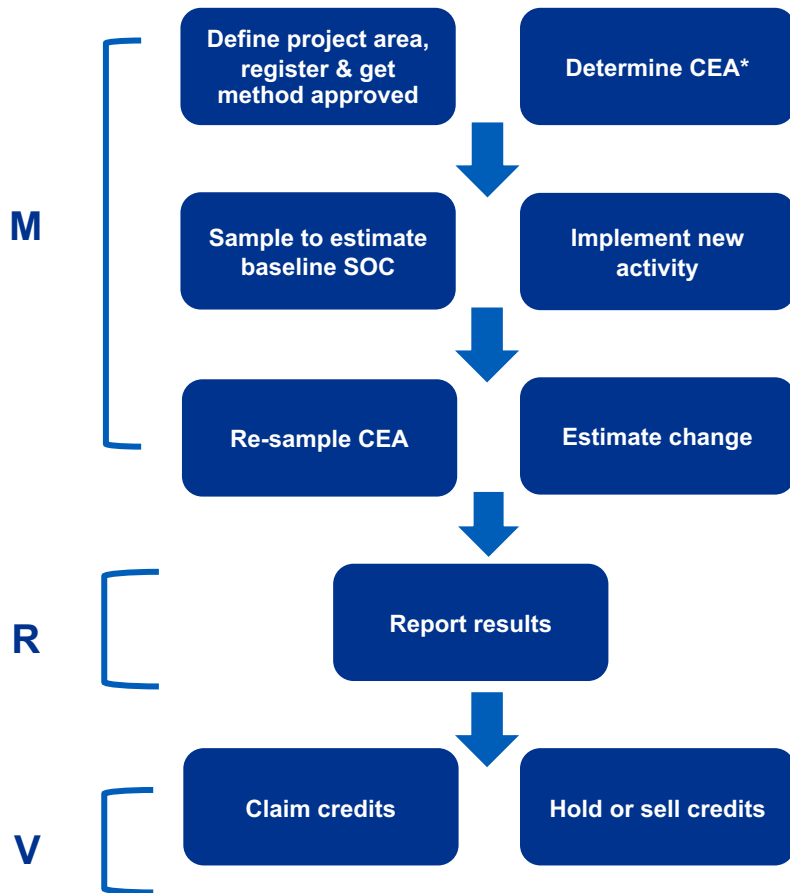 Define project area,
register & get
method approved
Determine CEA*
M
Sample to estimate
baseline SOC
Implement new
activity
Re-sample CEA
Estimate change
R
Report results
V
Claim credits
Hold or sell credits